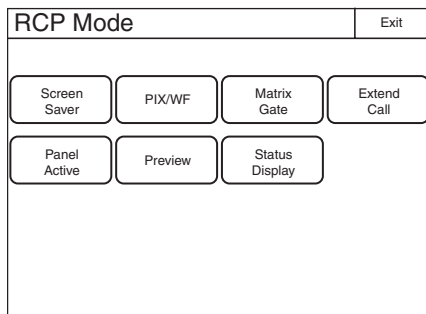 RCP Mode
Exit
Screen
Saver
PIX/WF
Matrix
Gate
Extend
Call
Panel
Active
Preview
Status
Display